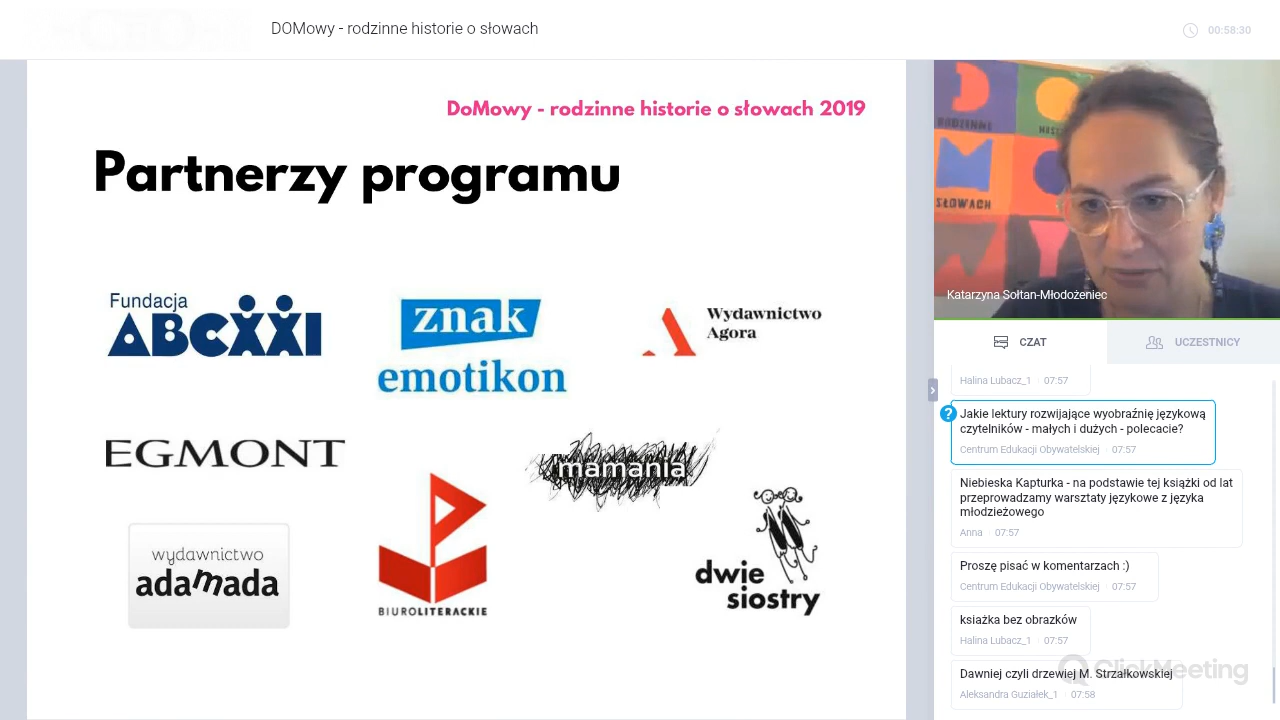 DOMowy - rodzinne historie o słowach
00:58:30
DoMowy - rodzinne historie o słowach 2019
Partnerzy programu
Fundacja
ABCXXI
znak
emotikon
Wydawnictwo
Agora
EGMONT
mamania
wydawnictwo
adamada
BIUROLITERACKIE
dwie
siostry
RODZINNE
SŁOWACH
Katarzyna Sołtan-Młodożeniec
CZAT
UCZESTNICY
Halina Lubacz_1 07:57
Jakie lektury rozwijające wyobraźnię językową
czytelników - małych i dużych - polecacie?
Centrum Edukacji Obywatelskiej 07:57
Niebieska Kapturka - na podstawie tej książki od lat
przeprowadzamy warsztaty językowe z języka
młodzieżowego
Anna 07:57
Proszę pisać w komentarzach :)
Centrum Edukacji Obywatelskiej 07:57
ksiażka bez obrazków
Halina Lubacz_1 07:57
Dawniej czyli drzewiej M. Strzałkowskiej
Aleksandra Guziałek_1 07:58
ClickMeeting